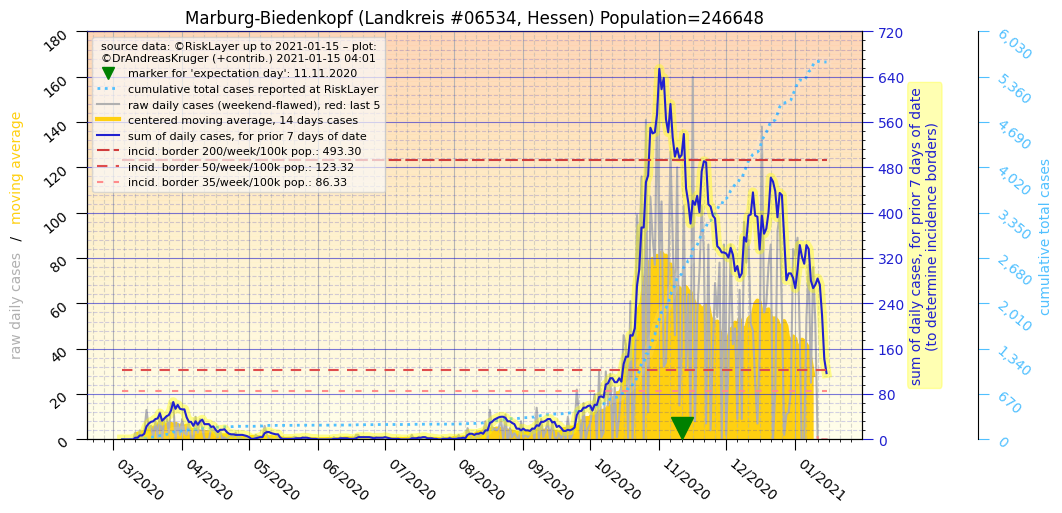 Marburg-Biedenkopf (Landkreis #06534, Hessen) Population=246648
source data: ©RiskLayer up to 2021-01-15 – plot:
©DrAndreasKruger (+contrib.) 2021-01-15 04:01
marker for 'expectation day': 11.11.2020
cumulative total cases reported at RiskLayer
raw daily cases (weekend-flawed), red: last 5
centered moving average, 14 days cases
sum of daily cases, for prior 7 days of date
incid. border 200/week/100k pop.: 493.30
incid. border 50/week/100k pop.: 123.32
incid. border 35/week/100k pop.: 86.33
raw daily cases / moving average
180
160
140
120
100
80
60
40
20
0
03/2020
04/2020
05/2020
06/2020
07/2020
08/2020
09/2020
10/2020
11/2020
12/2020
01/2021
720
640
560
480
400
320
240
160
80
0
sum of daily cases, for prior 7 days of date
(to determine incidence borders)
6,030
5,360
4,690
4,020
3,350
2,680
2,010
1,340
670
0
cumulative total cases